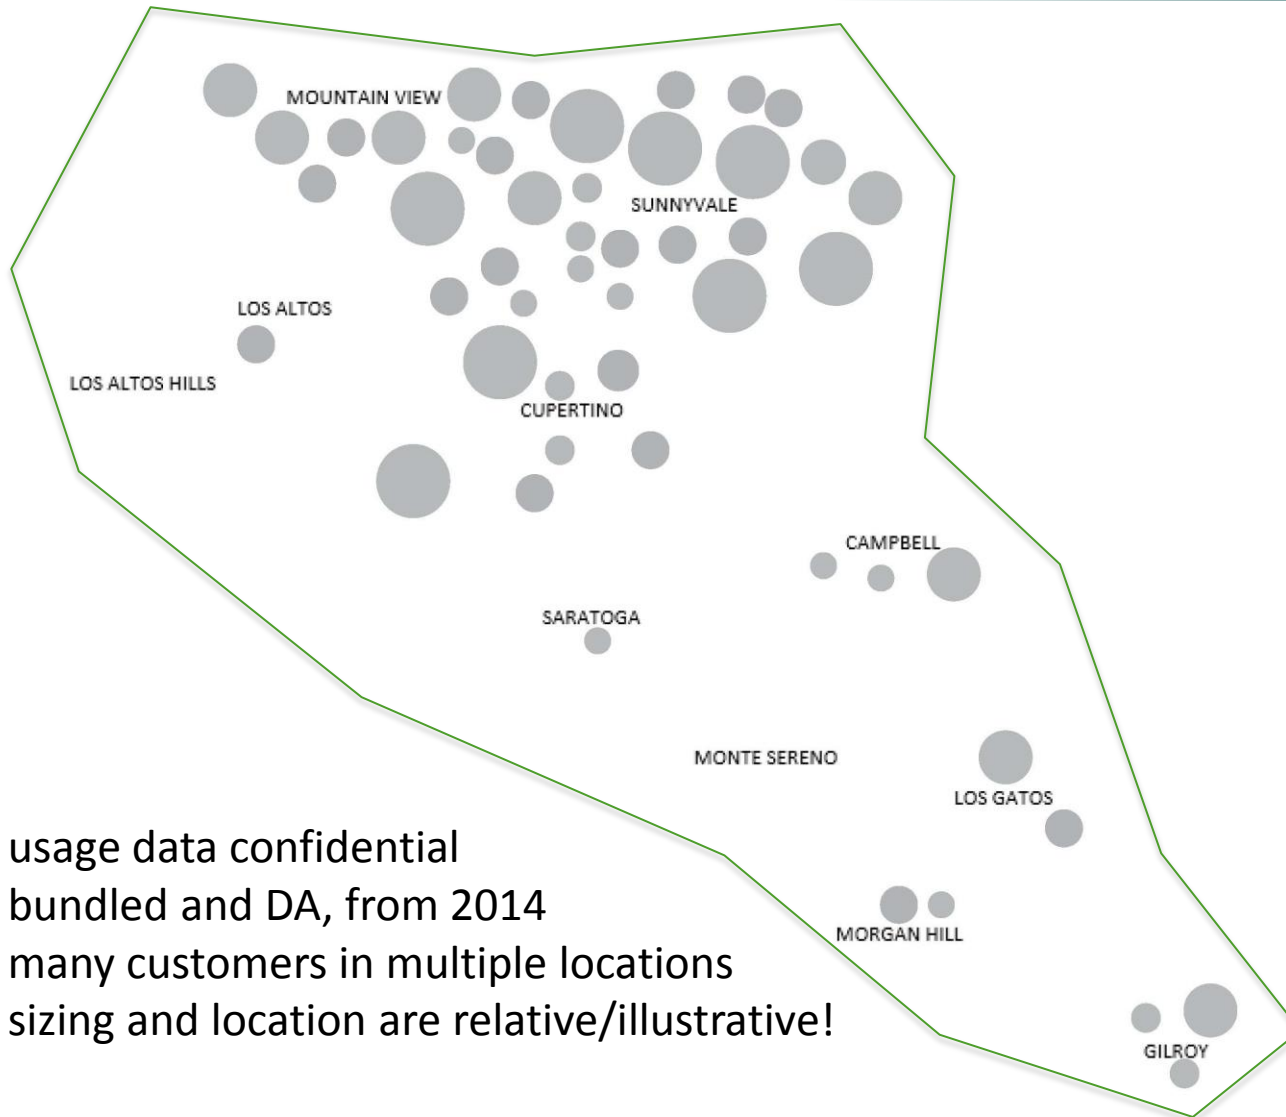 MOUNTAIN VIEW
SUNNYVALE
LOS ALTOS
LOS ALTOS HILLS
CUPERTINO
CAMPBELL
SARATOGA
MONTE SERENO
LOS GATOS
MORGAN HILL
GILROY
usage data confidential
bundled and DA, from 2014
many customers in multiple locations
sizing and location are relative/illustrative!